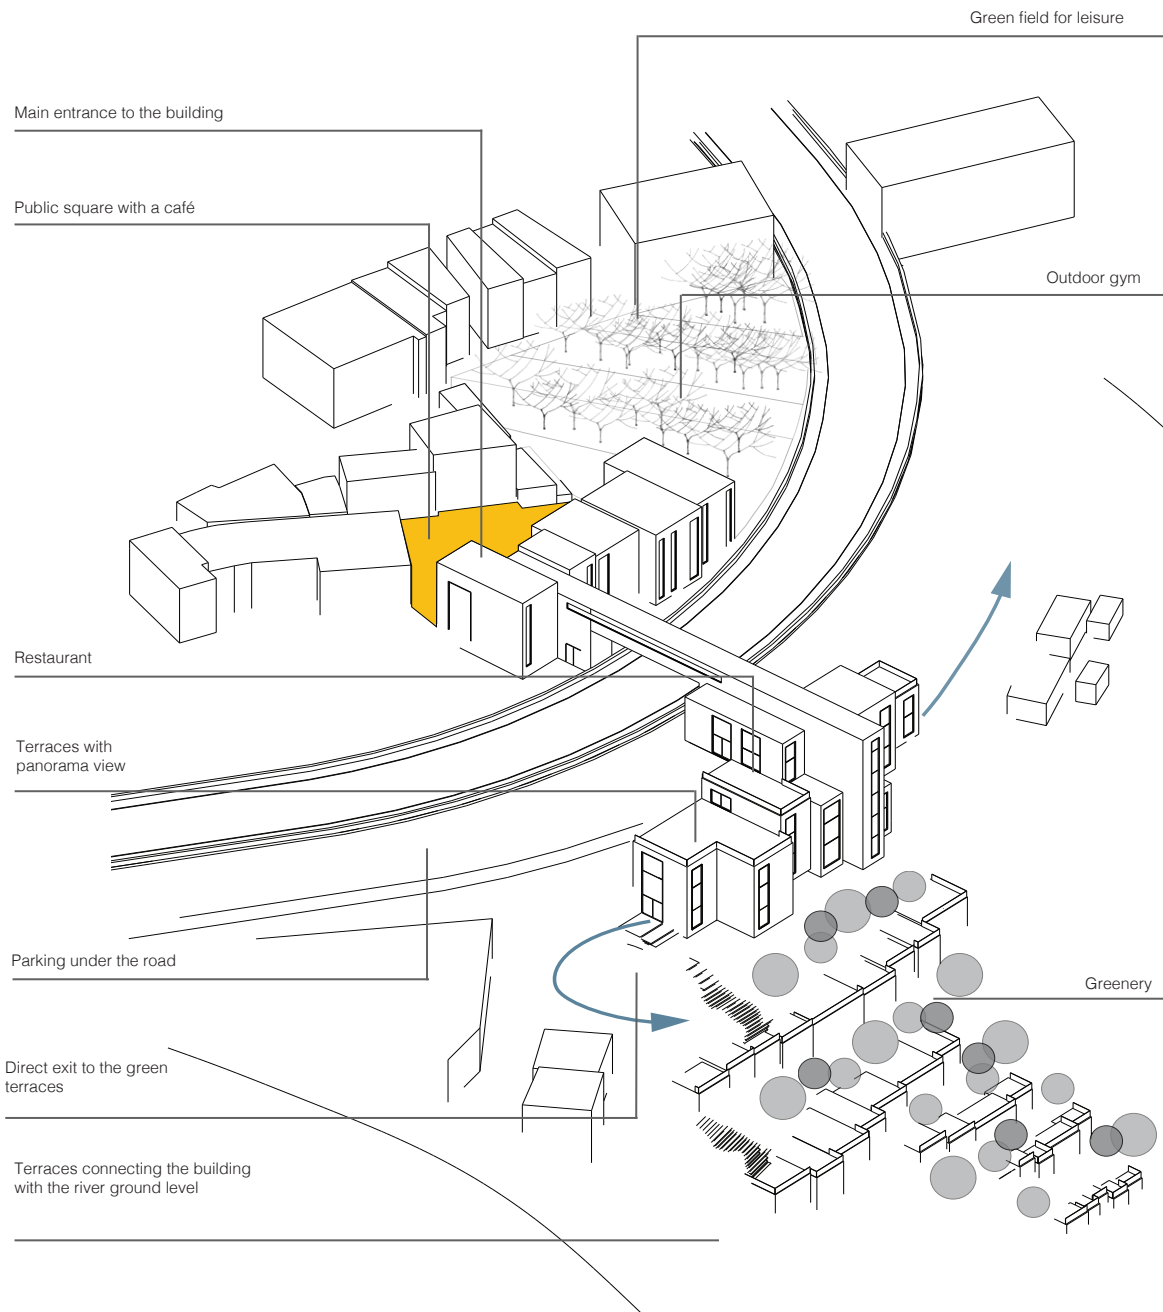 Green field for leisure
Main entrance to the building
Public square with a café
Outdoor gym
Restaurant
Terraces with
panorama view
Parking under the road
Greenery
Direct exit to the green
terraces
Terraces connecting the building
with the river ground level